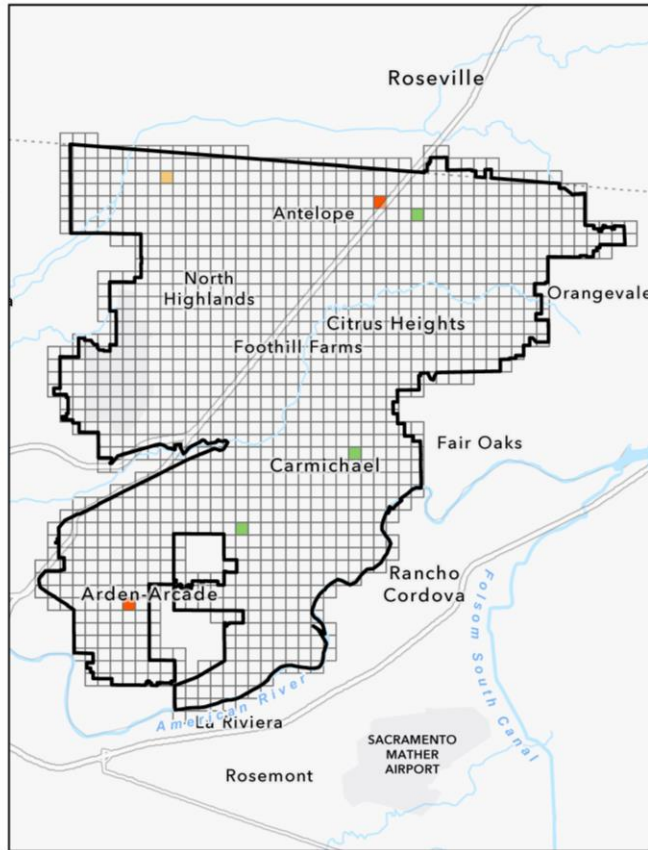 Roseville
Antelope
North
Highlands
Orangevale
Citrus Heights
Foothill Farms
Fair Oaks
Carmichael
Rancho
Cordova
Arden-Arcade
Folsom South Canal
American River
La Riviera
SACRAMENTO
MATHER
AIRPORT
Rosemont